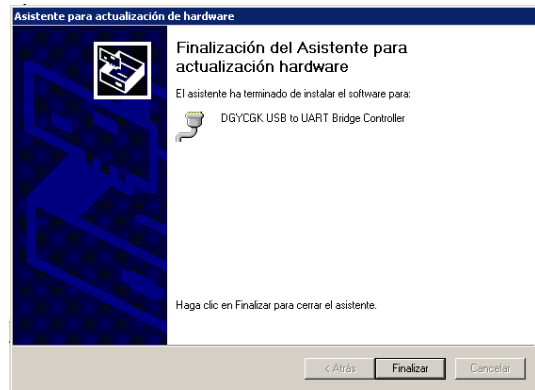 Asistente para actualización de hardware
Finalización del Asistente para
actualización hardware
El asistente ha terminado de instalar el software para:
DGYCGK USB to UART Bridge Controller
Haga clic en Finalizar para cerrar el asistente.
< Atrás
Finalizar
Cancelar